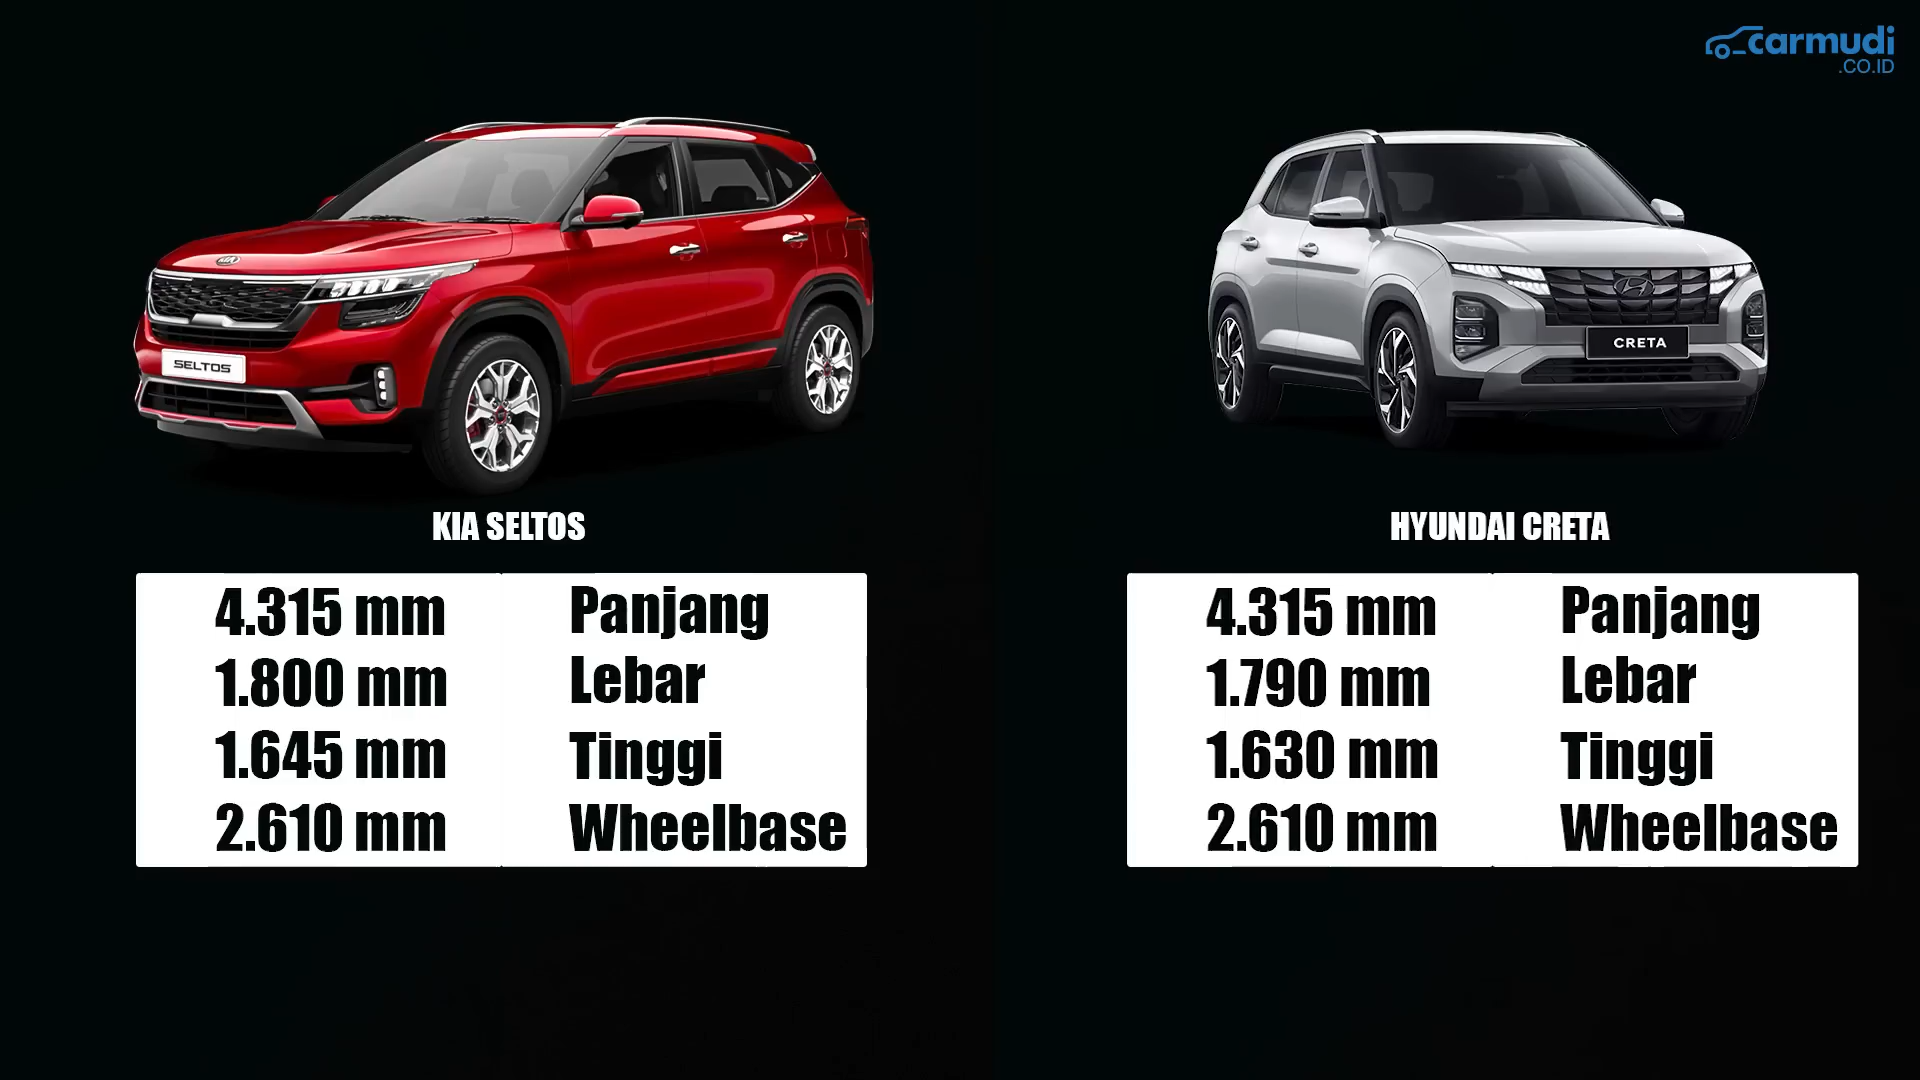 carmudi
.CO.ID
KIA
SELTOS
CRETA
KIA SELTOS
4.315 mm Panjang
1.800 mm Lebar
1.645 mm Tinggi
2.610 mm Wheelbase
HYUNDAI CRETA
4.315 mm Panjang
1.790 mm Lebar
1.630 mm Tinggi
2.610 mm Wheelbase